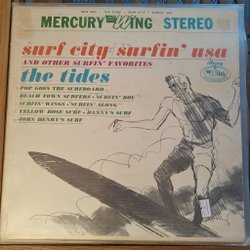 MERCURY WING STEREO
surf city/surfin' usa
AND OTHER SURFIN' FAVORITES
the tides
POP GOES THE SURFBOARD
BEACH TOWN SURFERS · SURFIN' BOY
SURFIN' WINGS · SURFIN' ALONG
YELLOW ROSE SURF · DANNY'S SURF
JOHN HENRY'S SURF